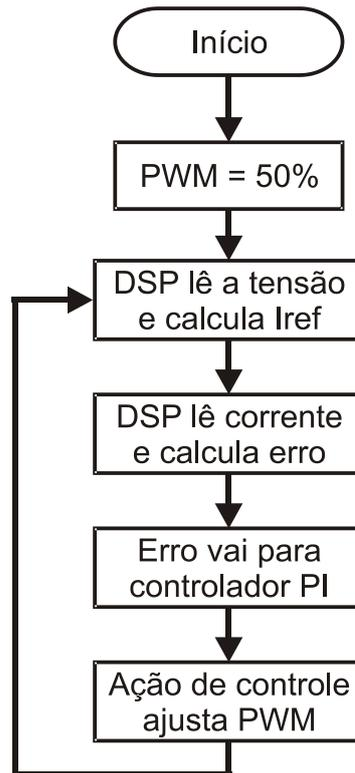 Início
PWM = 50%
DSP lê a tensão
e calcula Iref
DSP lê corrente
e calcula erro
Erro vai para
controlador PI
Ação de controle
ajusta PWM